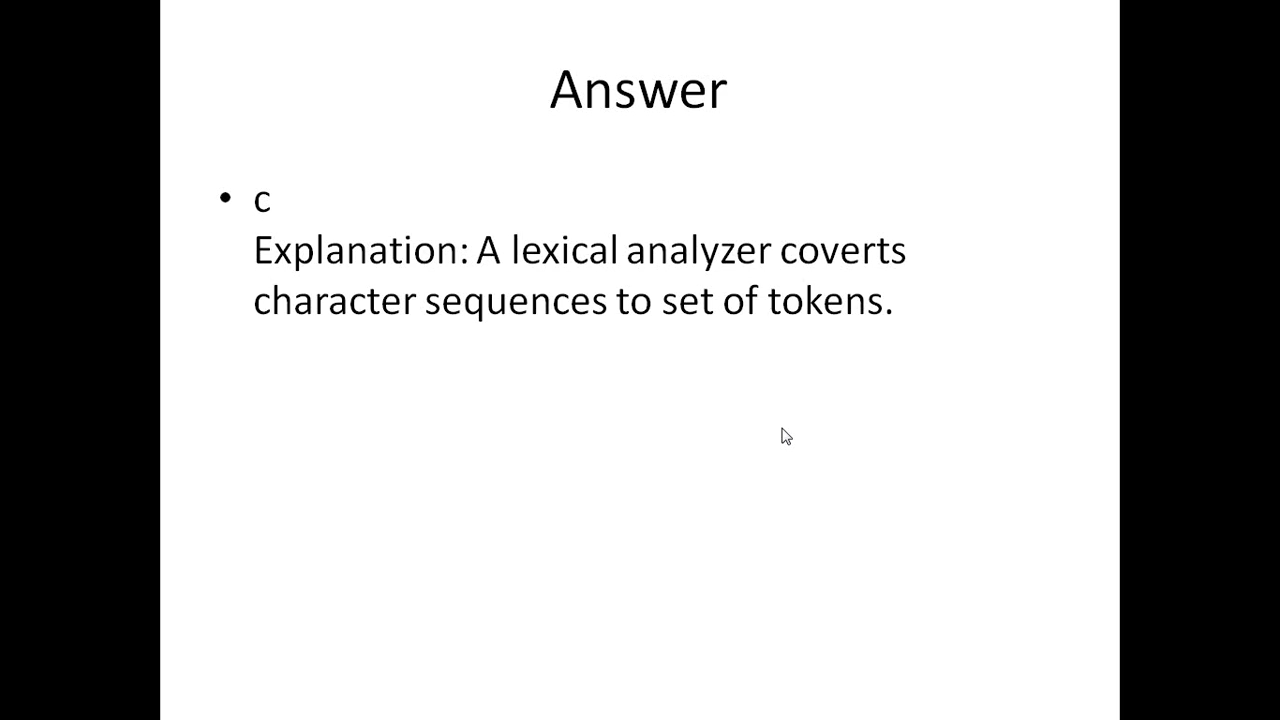 Answer
• c
Explanation: A lexical analyzer coverts
character sequences to set of tokens.